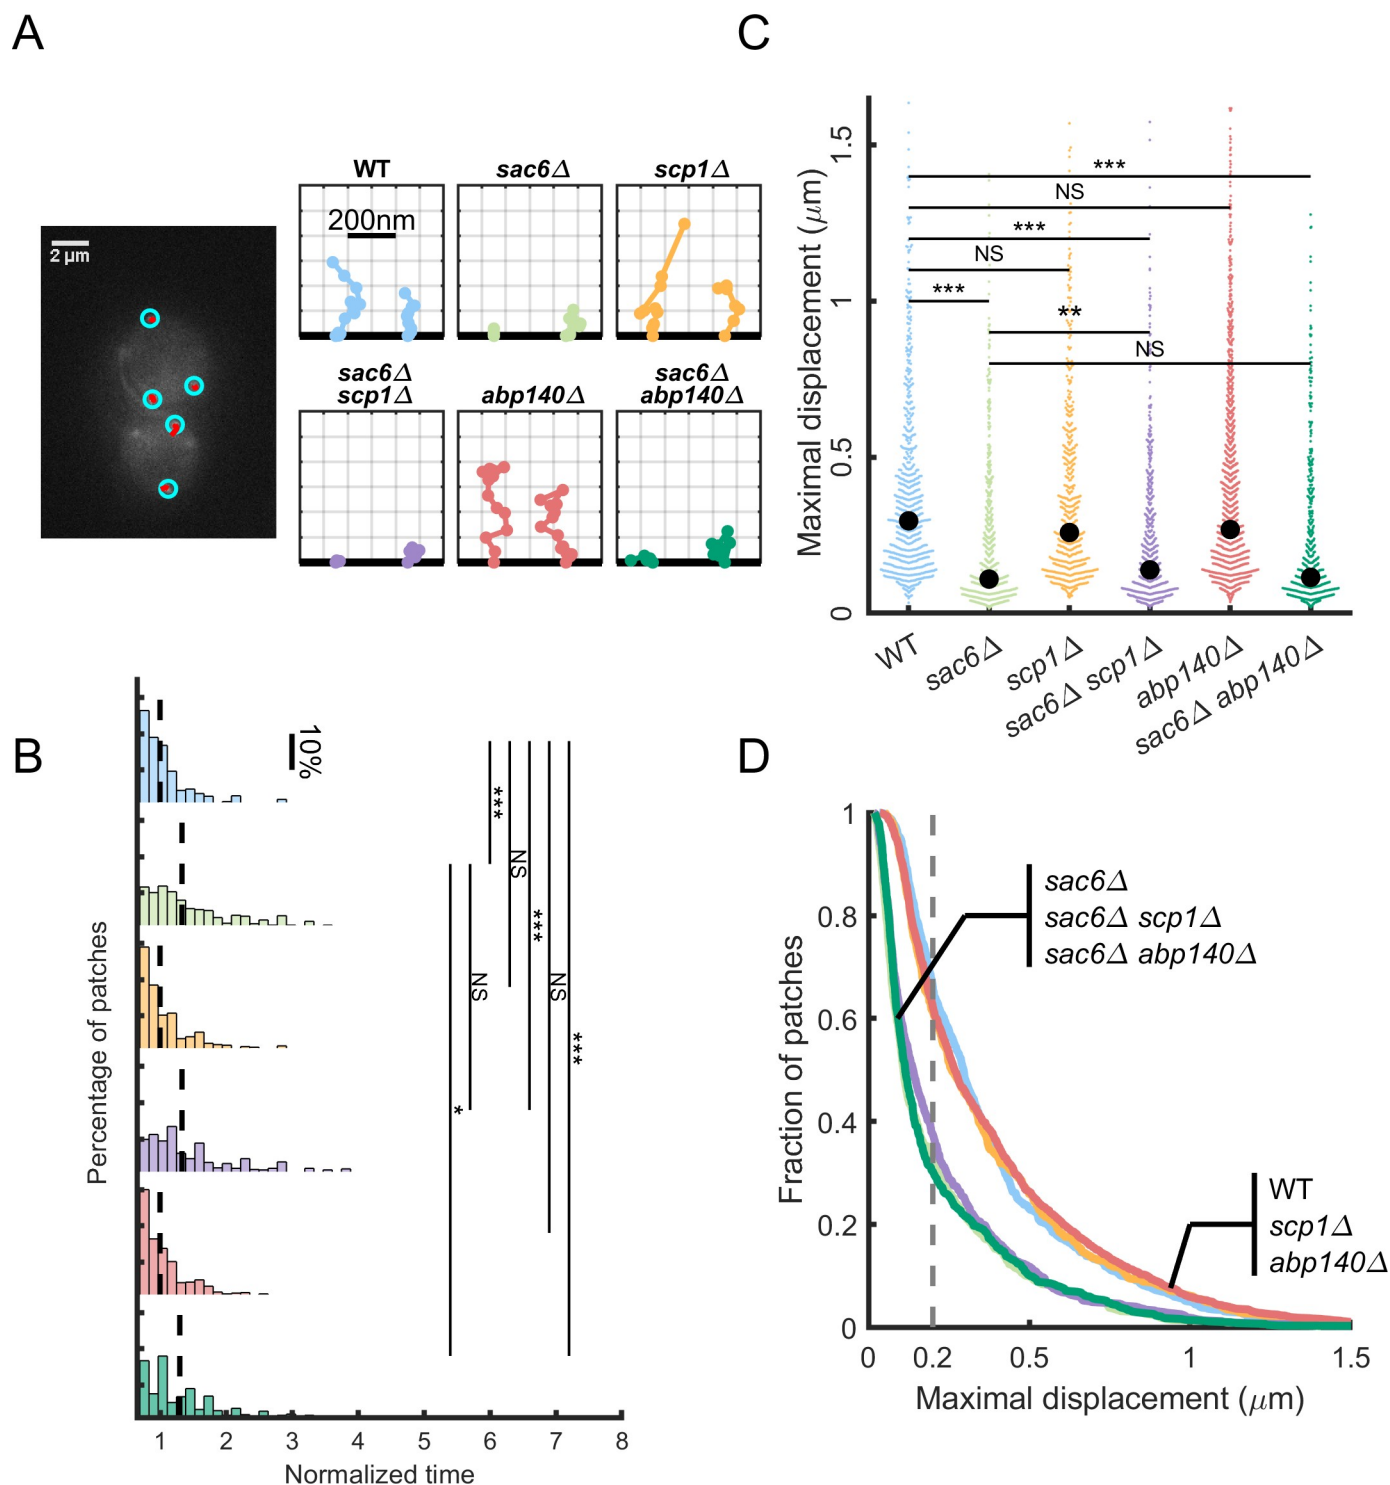 A
2 μm
WT
sac6Δ
scp1Δ
200nm
sac6Δ
scp1Δ
abp140Δ
sac6Δ
abp140Δ
B
10%
***
NS
***
NS
***
NS
*
Percentage of patches
1 2 3 4 5 6 7 8
Normalized time
C
Maximal displacement (μm)
1.5
1
0.5
0
***
NS
***
NS
***
**
NS
WT
sac6Δ
scp1Δ
sac6Δ scp1Δ
abp140Δ
sac6Δ abp140Δ
D
Fraction of patches
1
0.8
0.6
0.4
0.2
0
sac6Δ
sac6Δ scp1Δ
sac6Δ abp140Δ
WT
scp1Δ
abp140Δ
0 0.2 0.5 1 1.5
Maximal displacement (μm)